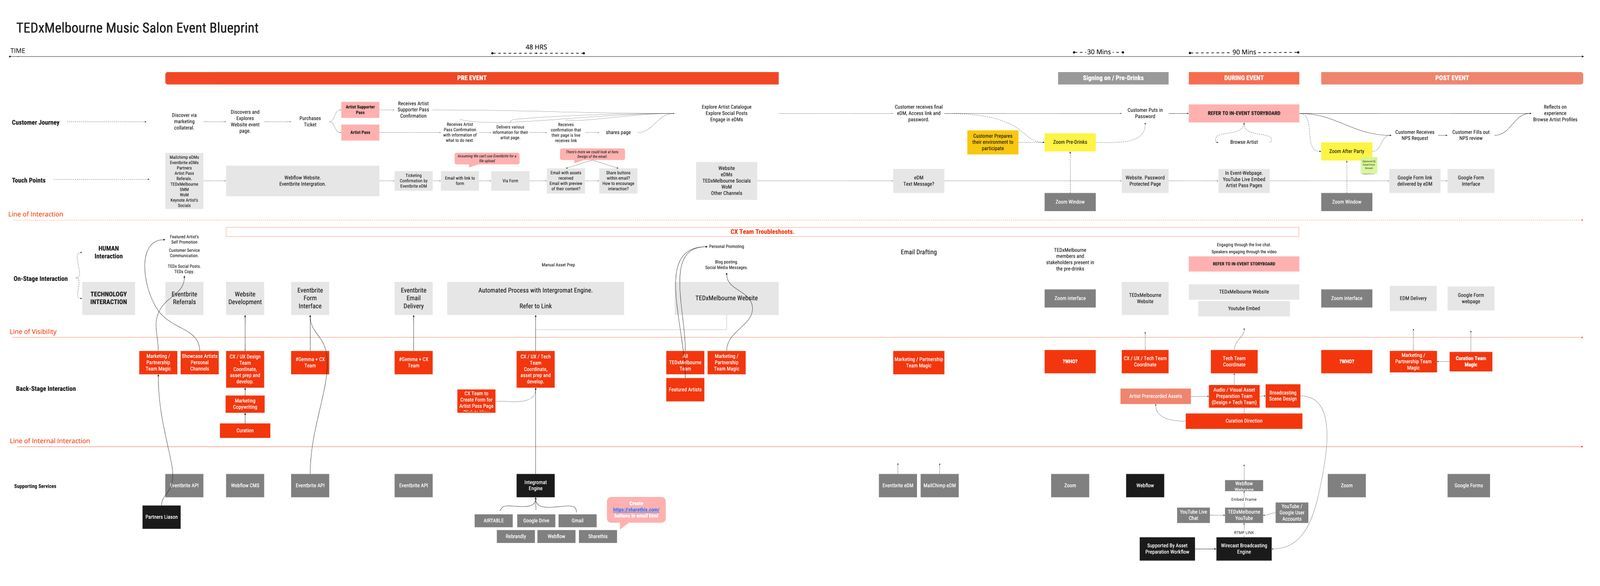 TEDxMelbourne Music Salon Event Blueprint
TIME
48 HRS
30 Mins
90 Mins
PRE EVENT
Signing on / Pre-Drinks
DURING EVENT
POST EVENT
Customer Journey
Discover via
marketing
collateral.
Discovers and
Explores
Website event
page.
Purchases
Ticket
Artist Supporter
Pass
Artist Pass
Receives Artist
Supporter Pass
Confirmation
Receives Artist
Pass Confirmation
with information of
what to do next
Delivers various
information for their
artist page.
Receives
confirmation that
their page is live
receives link
shares page
Explore Artist Catalogue
Explore Social Posts
Engage in eDMs
Customer receives final
eDM, Access link and
password.
Customer Prepares
their environment to
participate
Zoom Pre-Drinks
Customer Puts in
Password
REFER TO IN-EVENT STORYBOARD
Browse Artist
Zoom After Party
Customer Receives
NPS Request
Customer Fills out
NPS review
Reflects on
experience
Browse Artist Profiles
Assuming We can't use Eventbrite for a
file upload
There's more we could look at here.
Design of the email.
Touch Points
Mailchimp eDMs
Eventbrite eDMs
Partners
Artist Pass
Referals.
TEDxMelbourne
SMM
WoM
Keynote Artist's
Socials
Webflow Website.
Eventbrite Intergration.
Ticketing
Confirmation by
Eventbrite eDM
Email with link to
form
Via Form
Email with assets
received
Email with preview
of their content?
Share buttons
within email?
How to encourage
interaction?
Website
eDMs
TEDxMelbourne Socials
WoM
Other Channels
eDM
Text Message?
Zoom Window
Website. Password
Protected Page
In Event-Webpage.
YouTube Live Embed
Artist Pass Pages
Zoom Window
Google Form link
delivered by eDM
Google Form
Interface
Line of Interaction
CX Team Troubleshoots.
On-Stage Interaction
HUMAN
Interaction
TECHNOLOGY
INTERACTION
Featured Artist's
Self Promotion
Customer Service
Communication.
TEDx Social Posts.
TEDx Copy
Manual Asset Prep
Personal Promoting
Blog posting
Social Media Messages.
Email Drafting
TEDxMelbourne
members and
stakeholders present in
the pre-drinks
Engaging through the live chat
Speakers engaging through the video
REFER TO IN-EVENT STORYBOARD
Eventbrite
Referrals
Website
Development
Eventbrite
Form
Interface
Eventbrite
Email
Delivery
Automated Process with Intergromat Engine.
Refer to Link
TEDxMelbourne Website
Zoom interface
TEDxMelbourne
Website
TEDxMelbourne Website
Youtube Embed
Zoom interface
EDM Delivery
Google Form
webpage
Line of Visibility
Back-Stage Interaction
Marketing /
Partnership
Team Magic
Showcase Artists
Personal
Channels
CX / UX Design
Team
Coordinate,
asset prep and
develop.
Marketing
Copywriting
Curation
#Gemma + CX
Team
#Gemma + CX
Team
CX / UX / Tech
Team
Coordinate,
asset prep and
develop.
CX Team to
Create Form for
Artist Pass Page
All
TEDxMelbourne
Team
Featured Artists
Marketing /
Partnership
Team Magic
Marketing / Partnership
Team Magic
?WHO?
CX / UX / Tech Team
Coordinate
Tech Team
Coordinate
Artist Prerecorded Assets
Audio / Visual Asset
Preparation Team
(Design + Tech Team)
Broadcasting
Scene Design
Curation Direction
?WHO?
Marketing /
Partnership Team
Magic
Curation Team
Magic
Line of Internal Interaction
Supporting Services
Eventbrite API
Partners Liason
Webflow CMS
Eventbrite API
Eventbrite API
Integromat
Engine
AIRTABLE
Google Drive
Gmail
Rebrandly
Webflow
Sharethis
Create
https://sharethis.com/
Eventbrite eDM
MailChimp eDM
Zoom
Webflow
Webflow
Embed Frame
YouTube Live
Chat
TEDxMelbourne
YouTube
YouTube /
Google User
Accounts
RTMP LINK
Supported By Asset
Preparation Workflow
Wirecast Broadcasting
Engine
Zoom
Google Forms